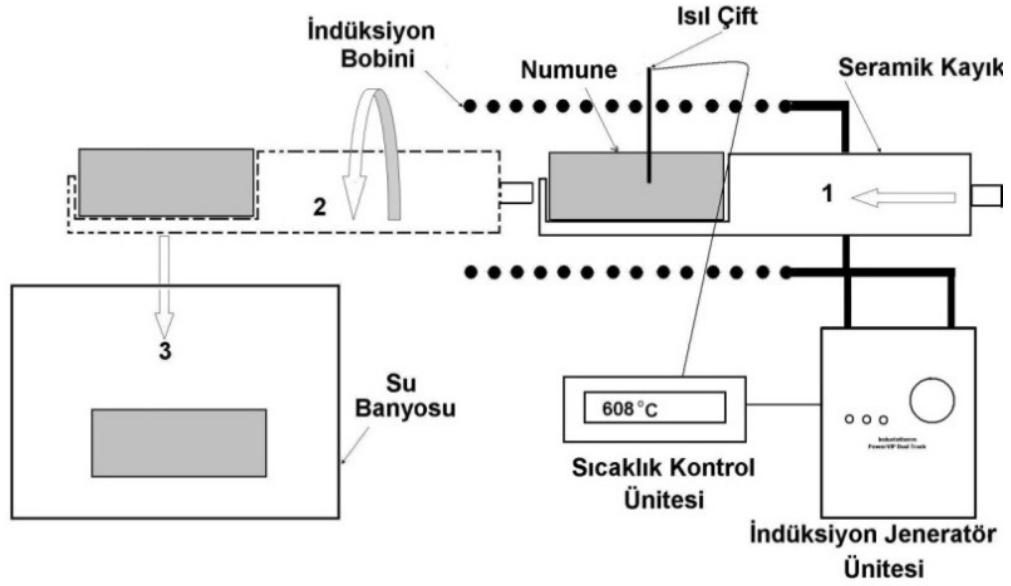 Isıl Çift
İndüksiyon
Bobini
Numune
Seramik Kayık
2
1
3
Su
Banyosu
608 °C
Sıcaklık Kontrol
Ünitesi
İndüksiyon Jeneratör
Ünitesi